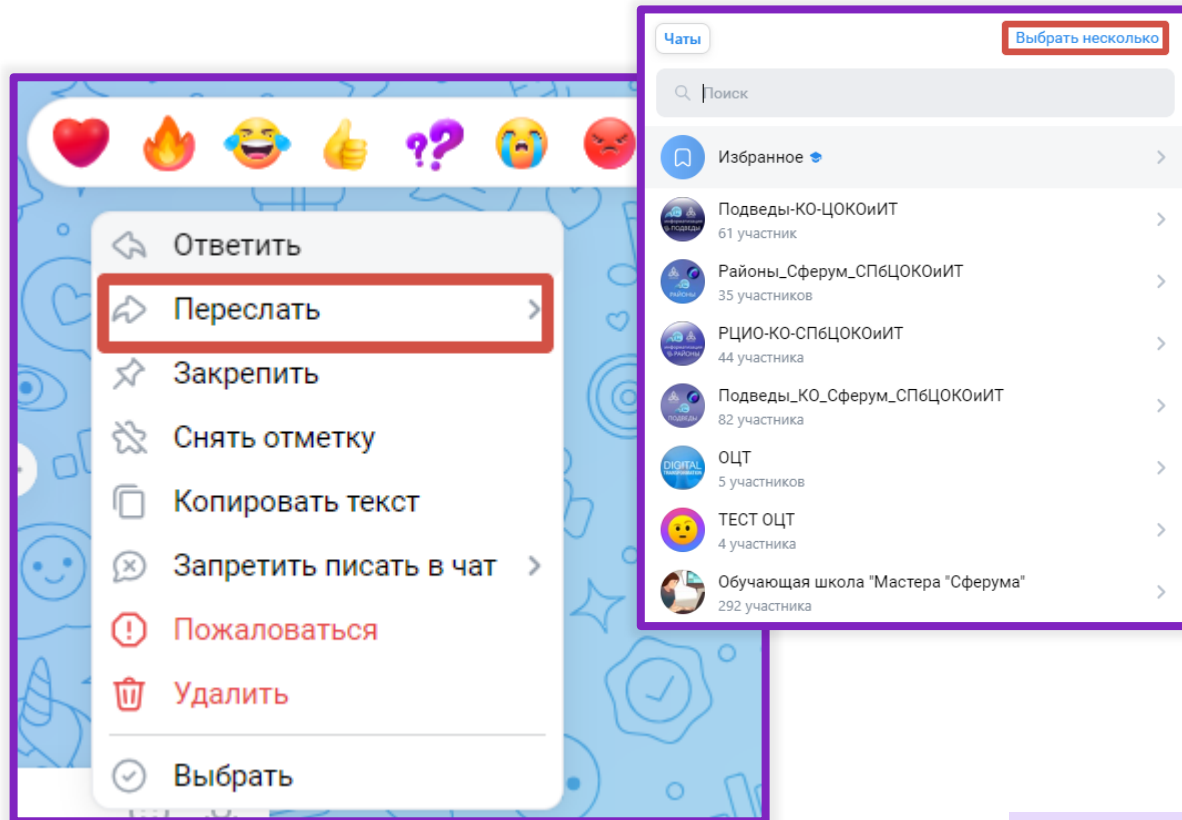 Ответить
Переслать
Закрепить
Снять отметку
Копировать текст
Запретить писать в чат
Пожаловаться
Удалить
Выбрать
Чаты
Выбрать несколько
Поиск
Избранное
Подведы-КО-ЦОКОиИТ
61 участник
Районы_Сферум_СПбЦОКОиИТ
35 участников
РАЙОНЫ
РЦИО-КО-СПбЦОКОиИТ
44 участника
Подведы_КО_Сферум_СПбЦОКОиИТ
82 участника
ОЦТ
5 участников
DIGITAL
ТЕСТ ОЦТ
4 участника
Обучающая школа "Мастера "Сферума"
292 участника